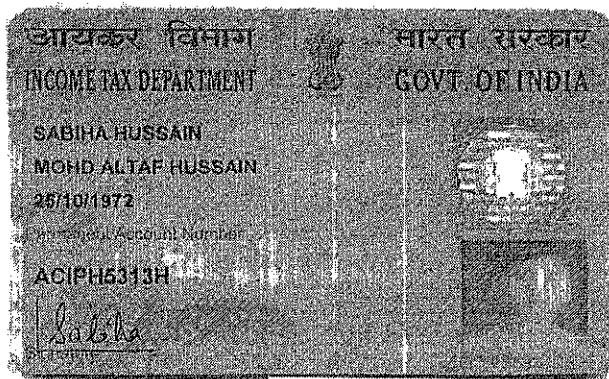 आयकर विभाग
भारत सरकार
INCOME TAX DEPARTMENT
GOVT. OF INDIA
SABIHA HUSSAIN
MOHD ALTAF HUSSAIN
25/10/1972
Permanent Account Number
ACIPH5313H
Sabiha